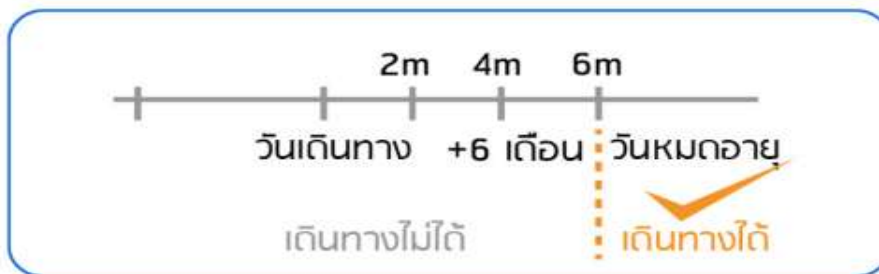 2m 4m 6m
วันเดินทาง +6 เดือน วันหมดอายุ
เดินทางไม่ได้ เดินทางได้